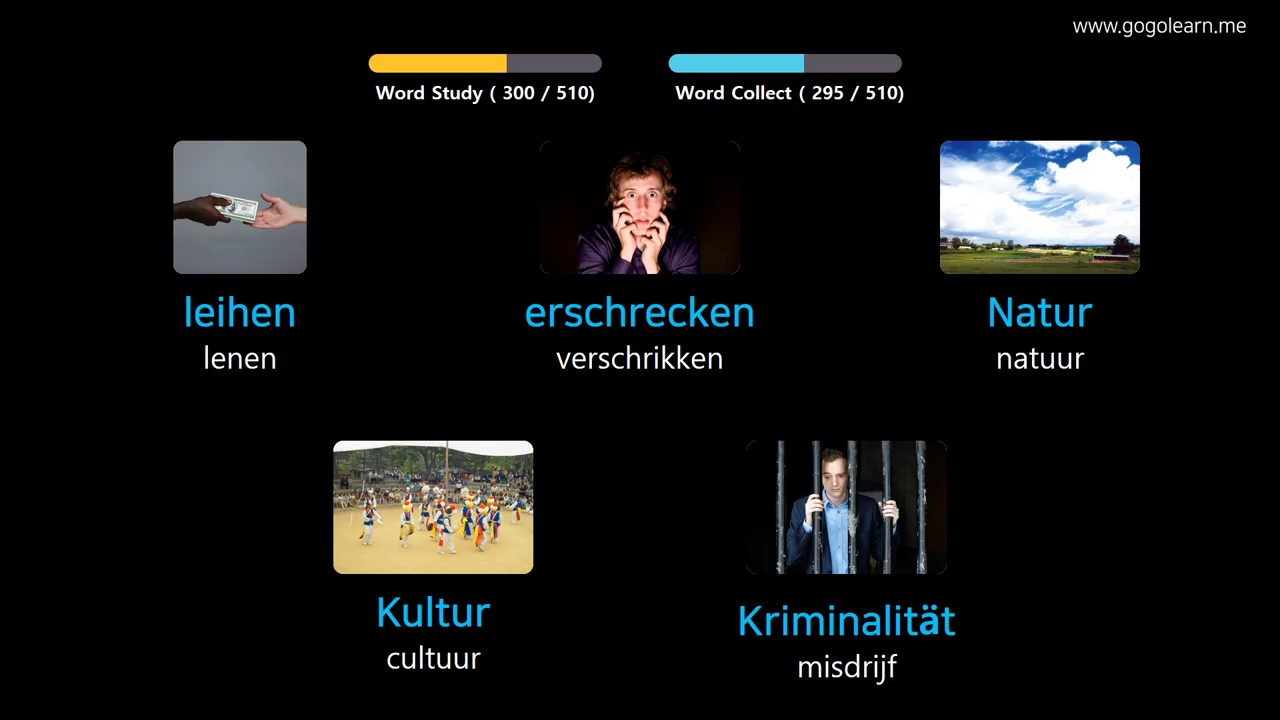 www.gogolearn.me
Word Study ( 300 / 510)
Word Collect ( 295 / 510)
leihen
lenen
erschrecken
verschrikken
Natur
natuur
Kultur
cultuur
Kriminalität
misdrijf